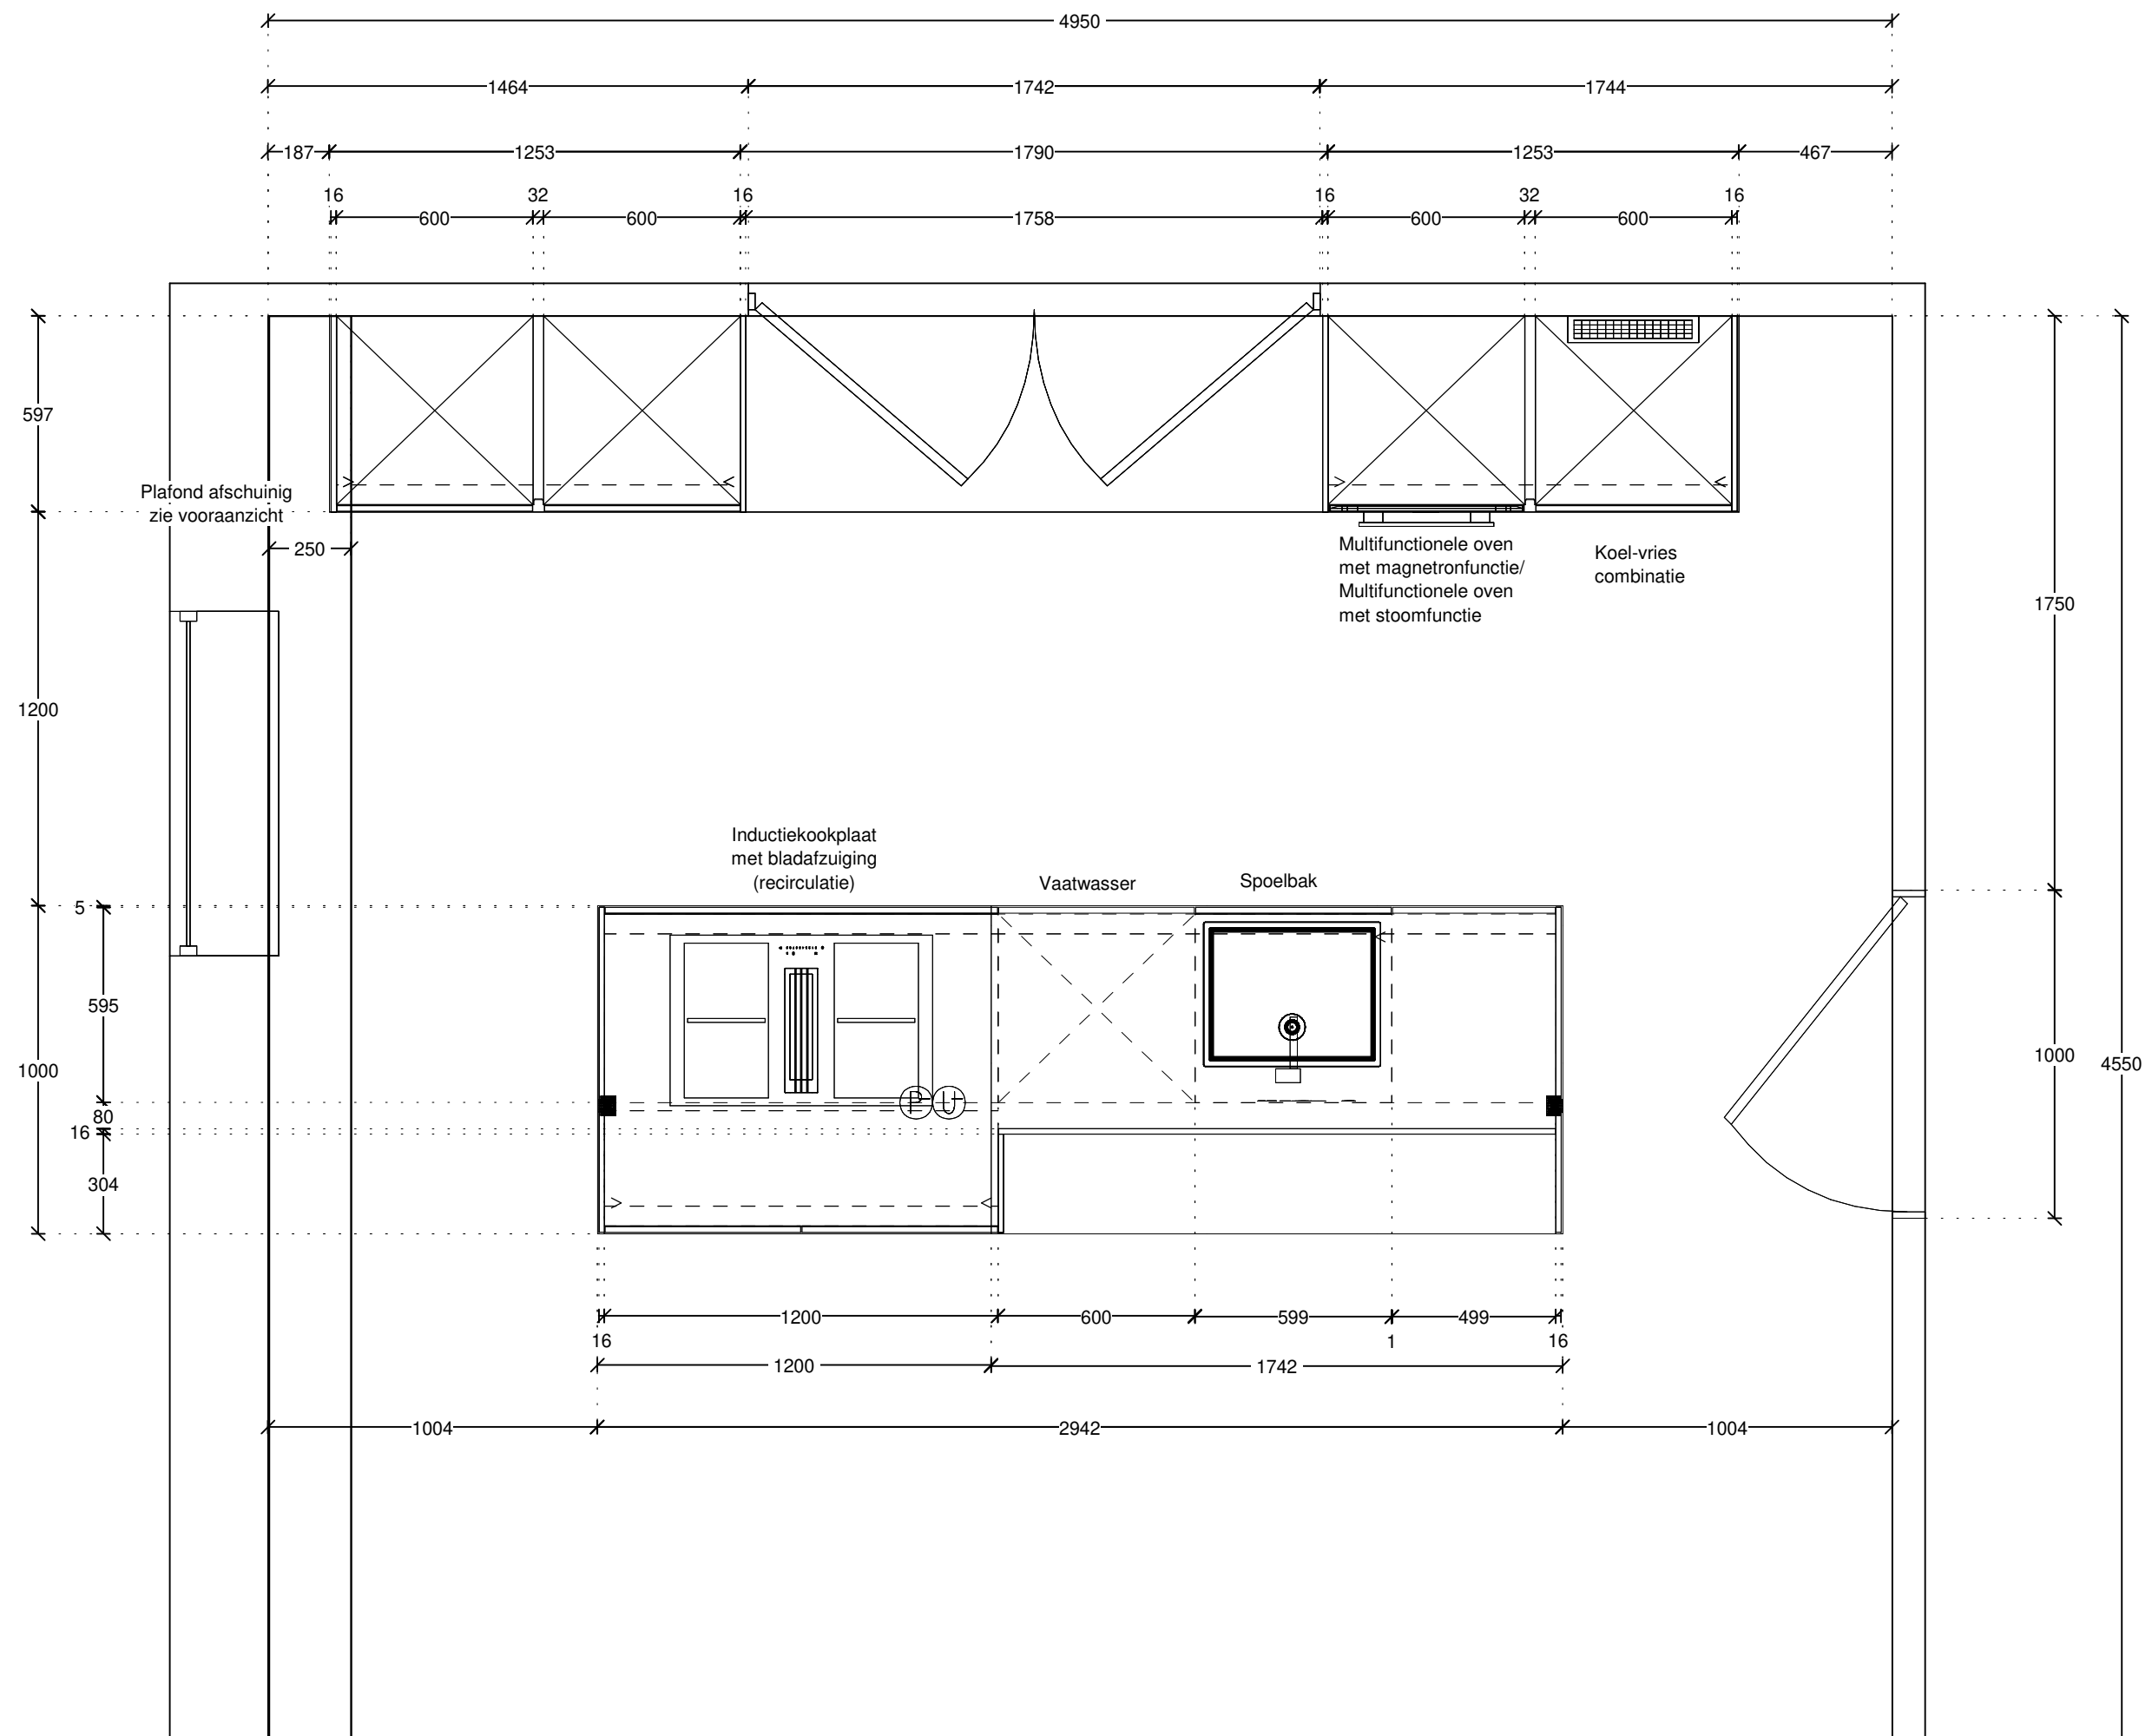 4950
1464 1742 1744
187 1253 1790 1253 467
16 32 16 16 32 16
600 600 1758 600 600
597
Plafond afschuinig
zie vooraanzicht
250
Multifunctionele oven
met magnetronfunctie/
Multifunctionele oven
met stoomfunctie
Koel-vries
combinatie
1750
1200
Inductiekookplaat
met bladafzuiging
(recirculatie)
Vaatwasser
Spoelbak
5
595
1000
1000
4550
80
16
304
P U
1200 600 599 499
16 1 16
1200 1742
1004 2942 1004